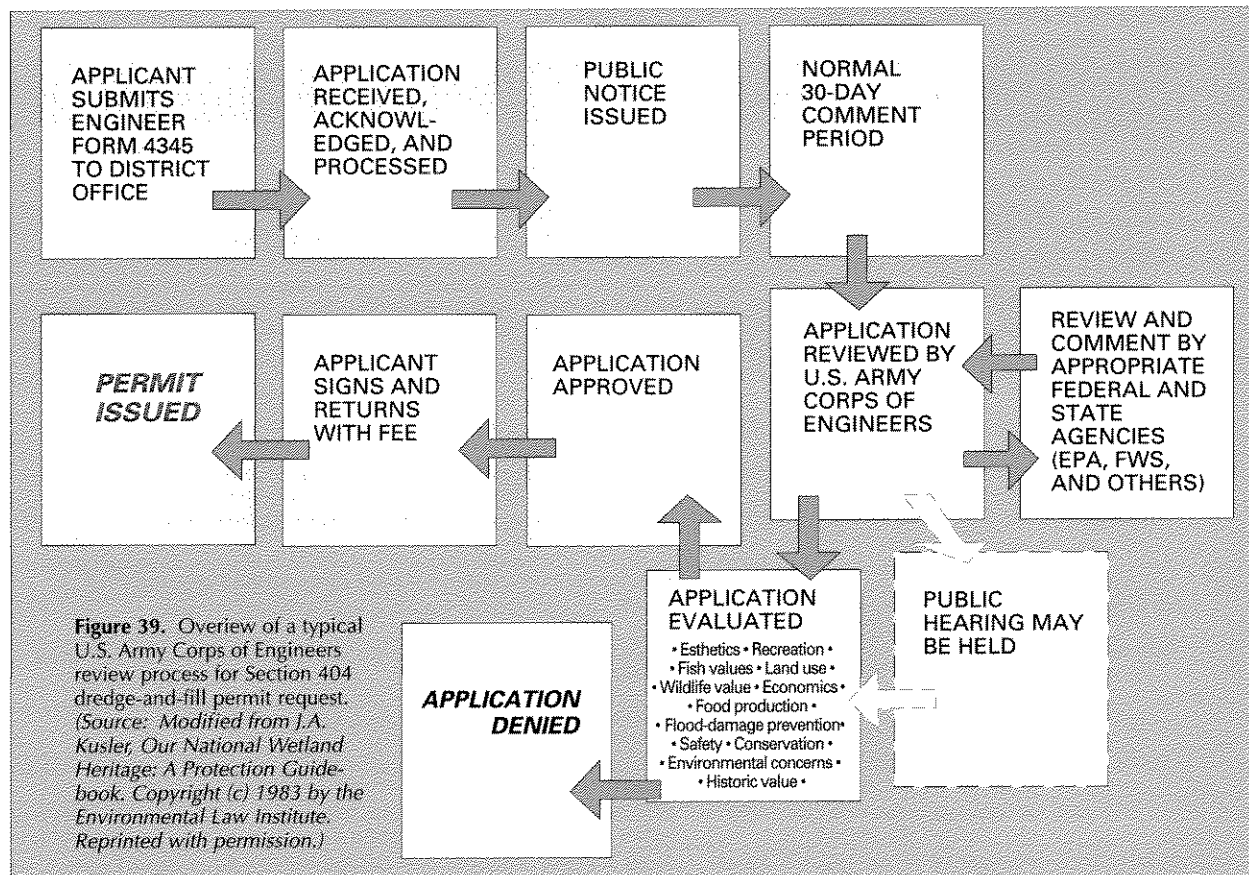 APPLICANT
SUBMITS
ENGINEER
FORM 4345
TO DISTRICT
OFFICE
APPLICATION
RECEIVED,
ACKNOWL-
EDGED, AND
PROCESSED
PUBLIC
NOTICE
ISSUED
NORMAL
30-DAY
COMMENT
PERIOD
APPLICATION
REVIEWED BY
U.S. ARMY
CORPS OF
ENGINEERS
REVIEW AND
COMMENT BY
APPROPRIATE
FEDERAL AND
STATE
AGENCIES
(EPA, FWS,
AND OTHERS)
PUBLIC
HEARING MAY
BE HELD
APPLICATION
EVALUATED
• Esthetics • Recreation •
• Fish values • Land use •
• Wildlife value • Economics •
• Food production •
• Flood-damage prevention•
• Safety • Conservation •
• Environmental concerns •
• Historic value •
APPLICATION
APPROVED
APPLICANT
SIGNS AND
RETURNS
WITH FEE
PERMIT
ISSUED
APPLICATION
DENIED
Figure 39. Overiew of a typical
U.S. Army Corps of Engineers
review process for Section 404
dredge-and-fill permit request.
(Source: Modified from J.A.
Kusler, Our National Wetland
Heritage: A Protection Guide-
book. Copyright (c) 1983 by the
Environmental Law Institute.
Reprinted with permission.)